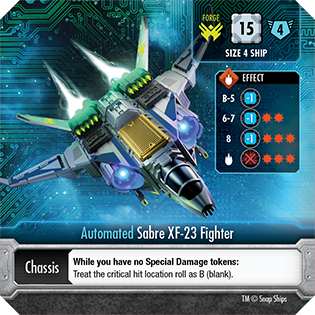 FORGE
15
4
SIZE 4 SHIP
EFFECT
B-5 -1
6-7 -1
8 -1
Automated Sabre XF-23 Fighter
Chassis
While you have no Special Damage tokens:
Treat the critical hit location roll as B (blank).
TM © Snap Ships